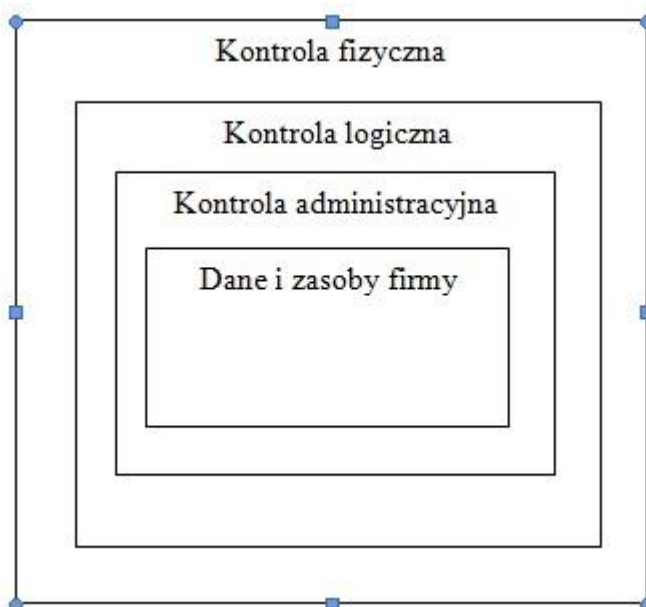 Kontrola fizyczna
Kontrola logiczna
Kontrola administracyjna
Dane i zasoby firmy